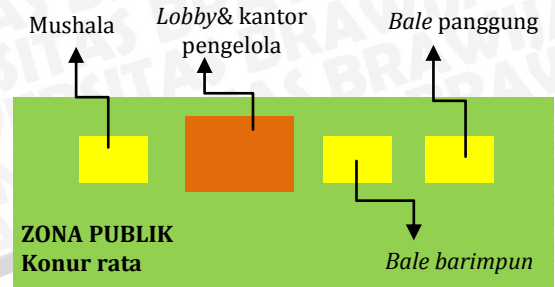 Mushala
Lobby& kantor
pengelola
Bale panggung
ZONA PUBLIK
Konur rata
Bale barimpun